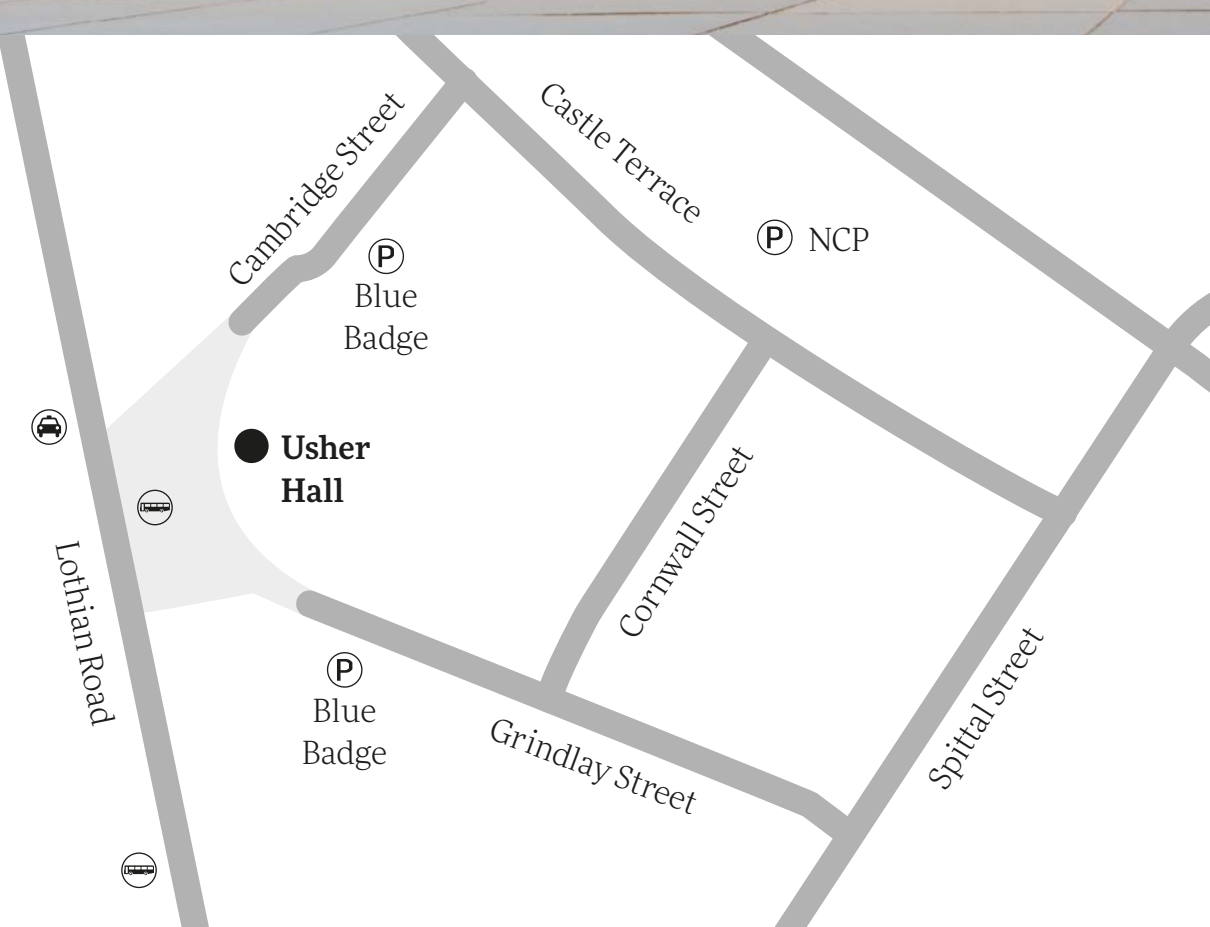 Cambridge Street
Castle Terrace
P NCP
P
Blue
Badge
Usher
Hall
Cornwall Street
Lothian Road
P
Blue
Badge
Grindlay Street
Spittal Street